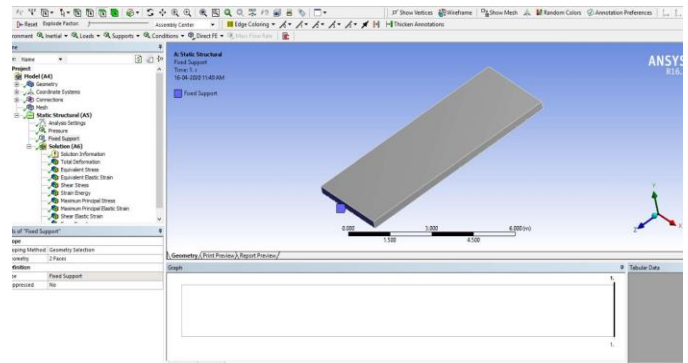 Show Vertices Wireframe Show Mesh Random Colors Annotation Preferences
Reset Explode Factor: Assembly Center Edge Coloring Thicken Annotations
Inertial Loads Supports Conditions Direct FE
Name
Project
Model (A4)
Geometry
Coordinate Systems
Connections
Mesh
Static Structural (A5)
Analysis Settings
Pressure
Fixed Support
Solution (A6)
Solution Information
Total Deformation
Equivalent Stress
Equivalent Elastic Strain
Shear Stress
Strain Energy
Maximum Principal Stress
Maximum Principal Elastic Strain
Shear Elastic Strain
A: Static Structural
Fixed Support
Time: 1. s
Fixed Support
ANSYS
R16.
Y
X
Z
0.000 3.000 6.000 (m)
1.500 4.500
of "Fixed Support"
Scoping Method Geometry Selection
2 Faces
Fixed Support
No
Geometry Print Preview Report Preview
Graph
1.
1.
Tabular Data